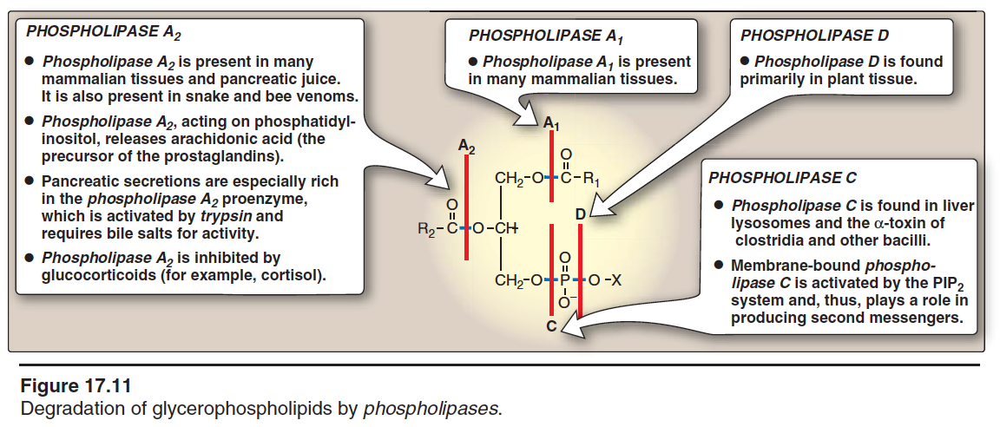 PHOSPHOLIPASE A2
● Phospholipase A2 is present in many
mammalian tissues and pancreatic juice.
It is also present in snake and bee venoms.
● Phospholipase A2, acting on phosphatidyl-
inositol, releases arachidonic acid (the
precursor of the prostaglandins).
● Pancreatic secretions are especially rich
in the phospholipase A2 proenzyme,
which is activated by trypsin and
requires bile salts for activity.
● Phospholipase A2 is inhibited by
glucocorticoids (for example, cortisol).
PHOSPHOLIPASE A1
● Phospholipase A1 is present
in many mammalian tissues.
PHOSPHOLIPASE D
● Phospholipase D is found
primarily in plant tissue.
A1
A2
O
CH2-O-C-R1
O
D
R2-C-O-CH
O
CH2-O-P-O-X
O-
C
PHOSPHOLIPASE C
● Phospholipase C is found in liver
lysosomes and the α-toxin of
clostridia and other bacilli.
● Membrane-bound phospho-
lipase C is activated by the PIP2
system and, thus, plays a role in
producing second messengers.
Figure 17.11
Degradation of glycerophospholipids by phospholipases.